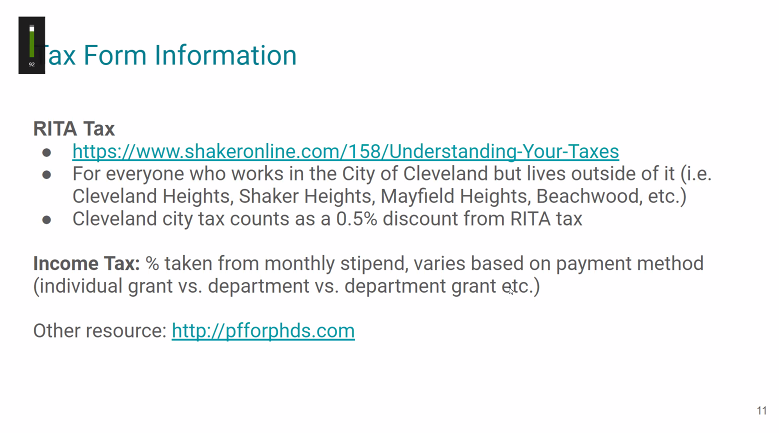 Tax Form Information
92
RITA Tax
● https://www.shakeronline.com/158/Understanding-Your-Taxes
● For everyone who works in the City of Cleveland but lives outside of it (i.e.
Cleveland Heights, Shaker Heights, Mayfield Heights, Beachwood, etc.)
● Cleveland city tax counts as a 0.5% discount from RITA tax
Income Tax: % taken from monthly stipend, varies based on payment method
(individual grant vs. department vs. department grant etc.)
Other resource: http://pfforphds.com
11